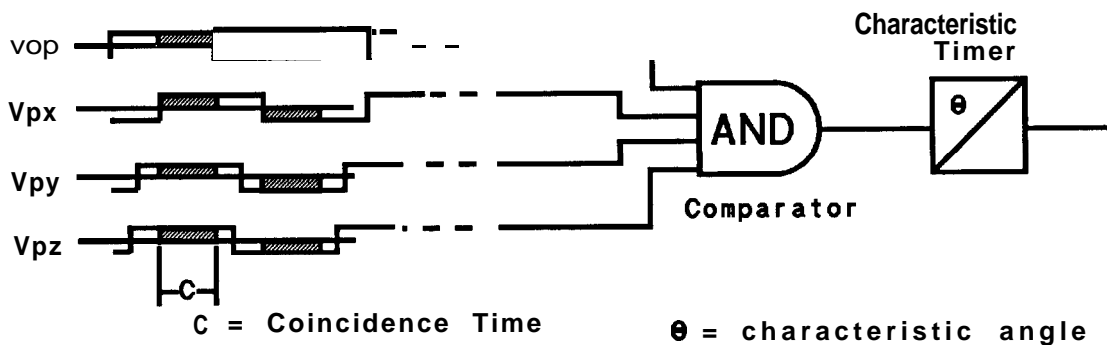 Characteristic
Timer
vop
Vpx
Vpy
Vpz
AND
θ
Comparator
C
C = Coincidence Time
θ = characteristic angle